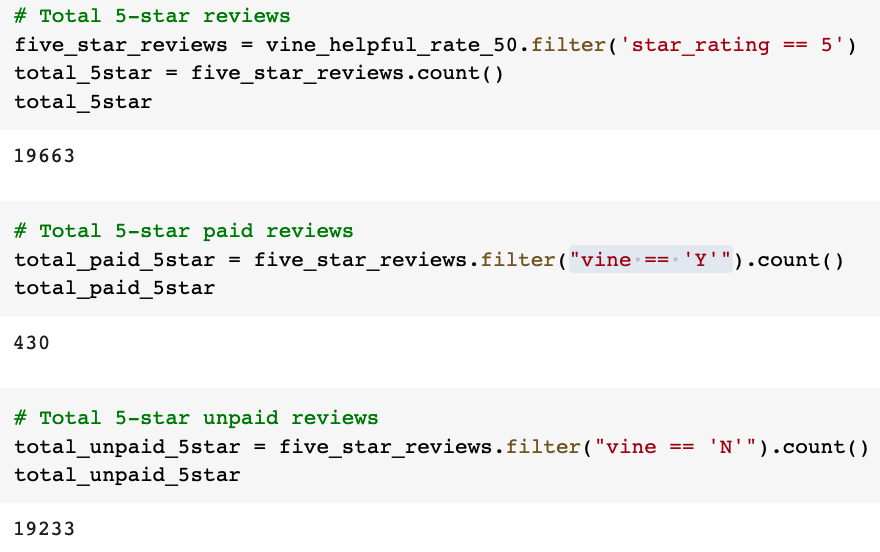 # Total 5-star reviews
five_star_reviews = vine_helpful_rate_50.filter('star_rating == 5')
total_5star = five_star_reviews.count()
total_5star
19663
# Total 5-star paid reviews
total_paid_5star = five_star_reviews.filter("vine == 'Y'").count()
total_paid_5star
430
# Total 5-star unpaid reviews
total_unpaid_5star = five_star_reviews.filter("vine == 'N'").count()
total_unpaid_5star
19233